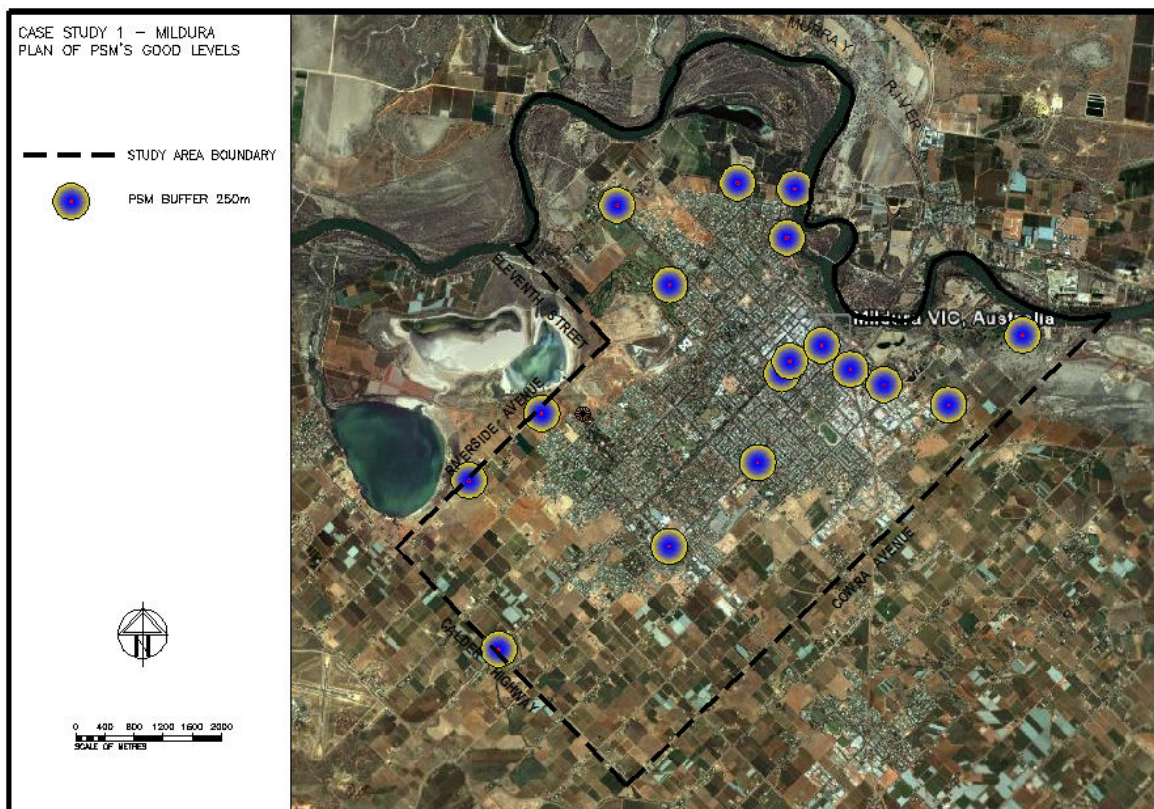 CASE STUDY 1 - MILDURA
PLAN OF PSM'S GOOD LEVELS
STUDY AREA BOUNDARY
PSM BUFFER 250m
N
0 400 800 1200 1600 2000
SCALE OF METRES
MURRAY
RIVER
ELEVENTH STREET
Mildura VIC, Australia
RIVERSIDE AVENUE
COWRA AVENUE
CALDER HIGHWAY